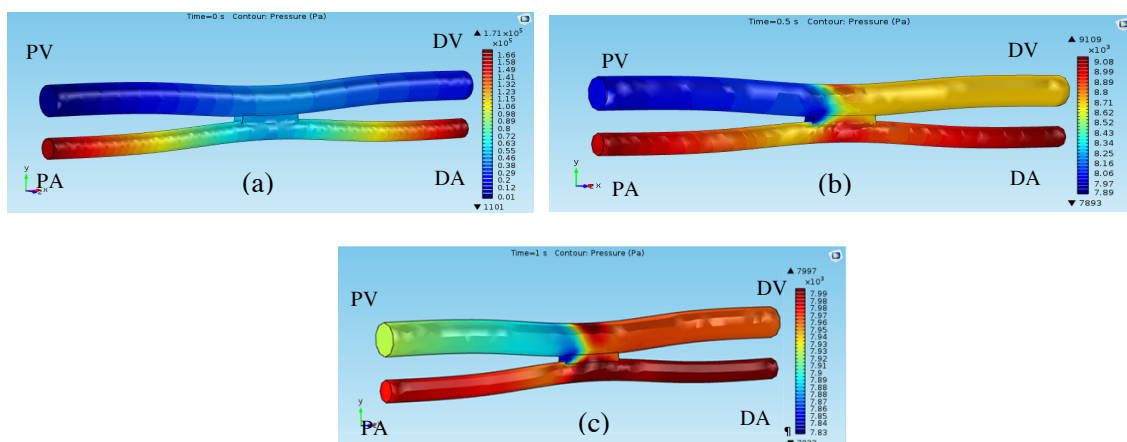 Time=0 s Contour: Pressure (Pa)
PV
DV
▲ 1.71×10⁵
×10⁵
1.66
1.58
1.49
1.41
1.32
1.23
1.15
1.06
0.98
0.89
0.8
0.72
0.63
0.55
0.46
0.38
0.29
0.2
0.12
0.01
▼ 1101
y
z x
PA
(a)
DA
Time=0.5 s Contour: Pressure (Pa)
PV
DV
▲ 9109
×10³
9.08
8.99
8.89
8.8
8.71
8.62
8.52
8.43
8.34
8.25
8.16
8.06
7.97
7.89
▼ 7893
y
x
PA
(b)
DA
Time=1 s Contour: Pressure (Pa)
PV
DV
▲ 7997
×10³
7.99
7.98
7.97
7.96
7.95
7.94
7.93
7.92
7.91
7.9
7.89
7.88
7.87
7.86
7.85
7.84
7.83
¶
y
x
PA
(c)
DA